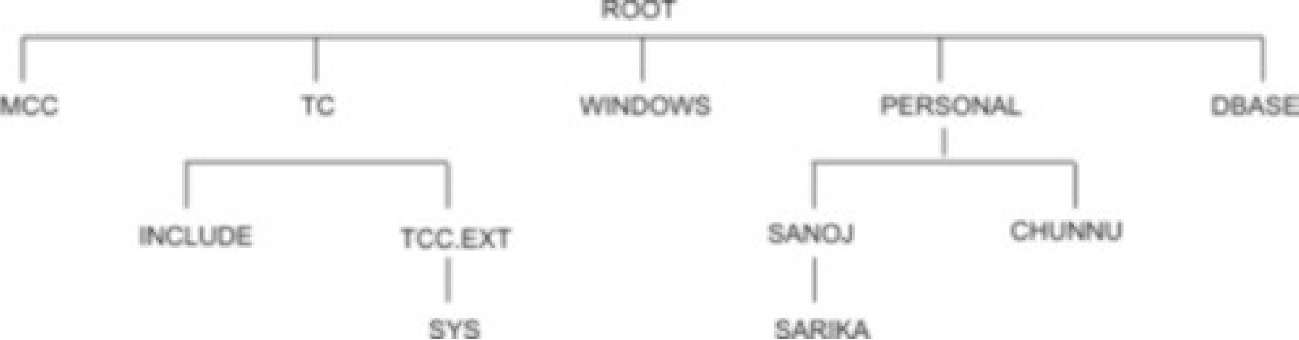 ROOT
MCC TC WINDOWS PERSONAL DBASE
INCLUDE TCC.EXT SANOJ CHUNNU
SYS SARIKA